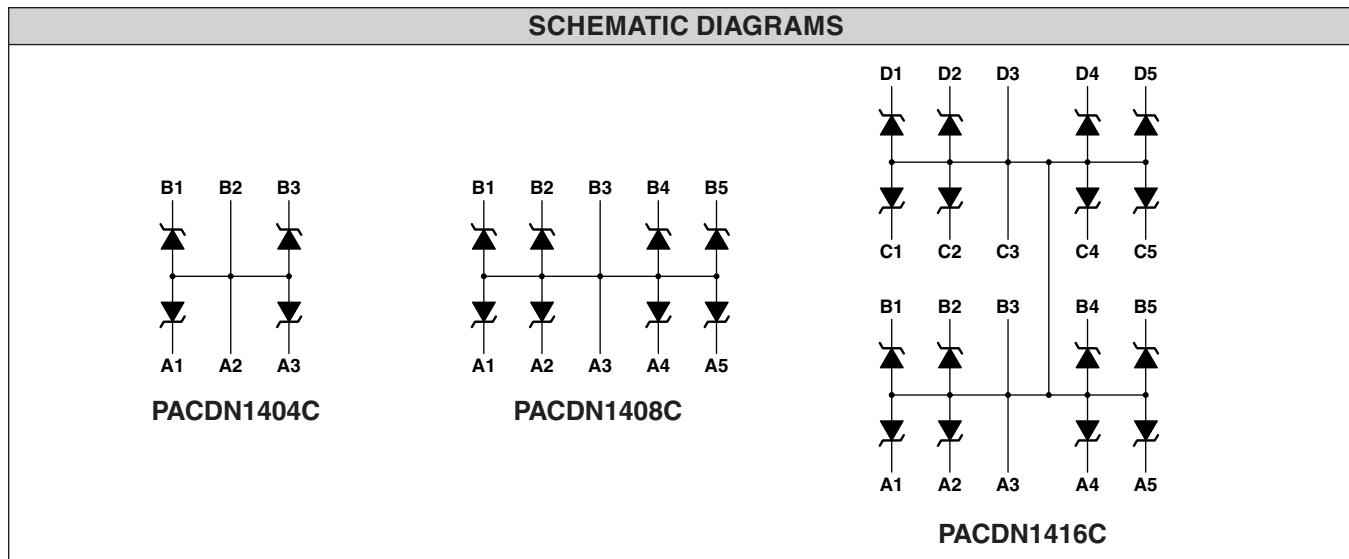 SCHEMATIC DIAGRAMS
B1 B2 B3
A1 A2 A3
PACDN1404C
B1 B2 B3 B4 B5
A1 A2 A3 A4 A5
PACDN1408C
D1 D2 D3 D4 D5
C1 C2 C3 C4 C5
B1 B2 B3 B4 B5
A1 A2 A3 A4 A5
PACDN1416C